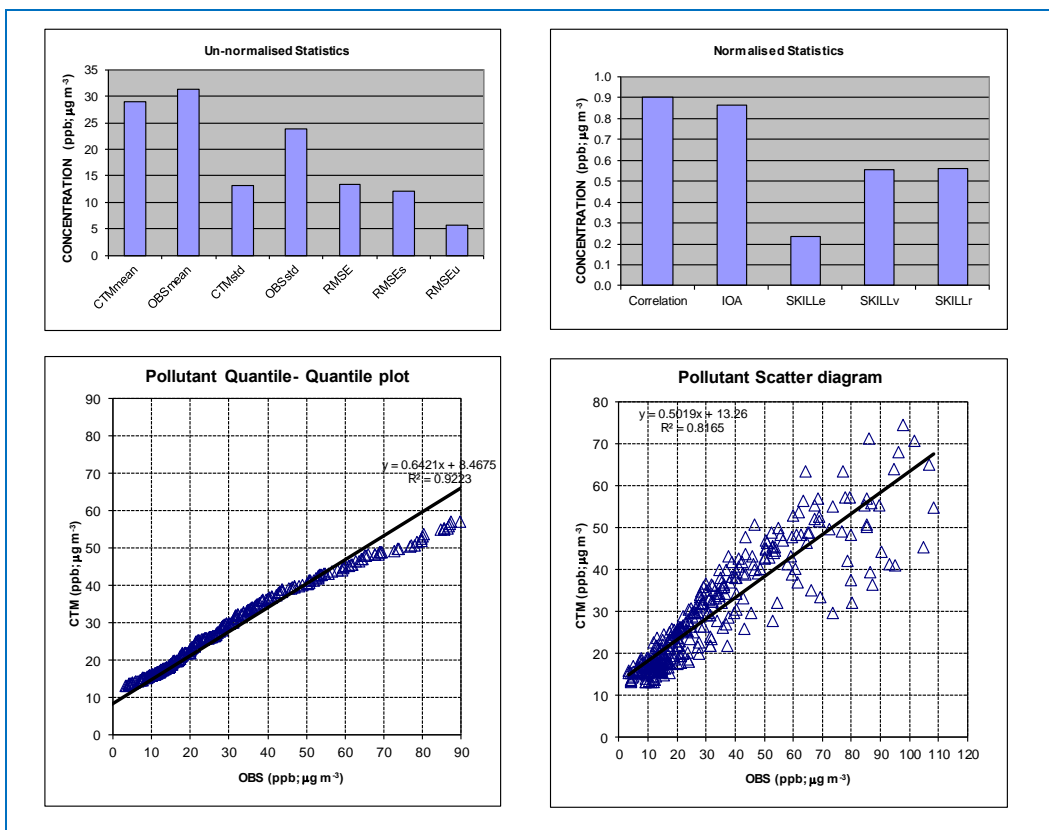 Un-normalised Statistics
CONCENTRATION (ppb; µg m-3)
35
30
25
20
15
10
5
0
CTMmean
OBSmean
CTMstd
OBSstd
RMSE
RMSEs
RMSEu
Normalised Statistics
CONCENTRATION (ppb; µg m-3)
1.0
0.9
0.8
0.7
0.6
0.5
0.4
0.3
0.2
0.1
0.0
Correlation IOA SKILLe SKILLv SKILLr
Pollutant Quantile- Quantile plot
y = 0.6421x + 8.4675
R² = 0.9223
CTM (ppb; µg m-3)
90
80
70
60
50
40
30
20
10
0
0 10 20 30 40 50 60 70 80 90
OBS (ppb; µg m-3)
Pollutant Scatter diagram
y = 0.5019x + 13.26
R² = 0.8165
CTM (ppb; µg m-3)
80
70
60
50
40
30
20
10
0
0 10 20 30 40 50 60 70 80 90 100 110 120
OBS (ppb; µg m-3)